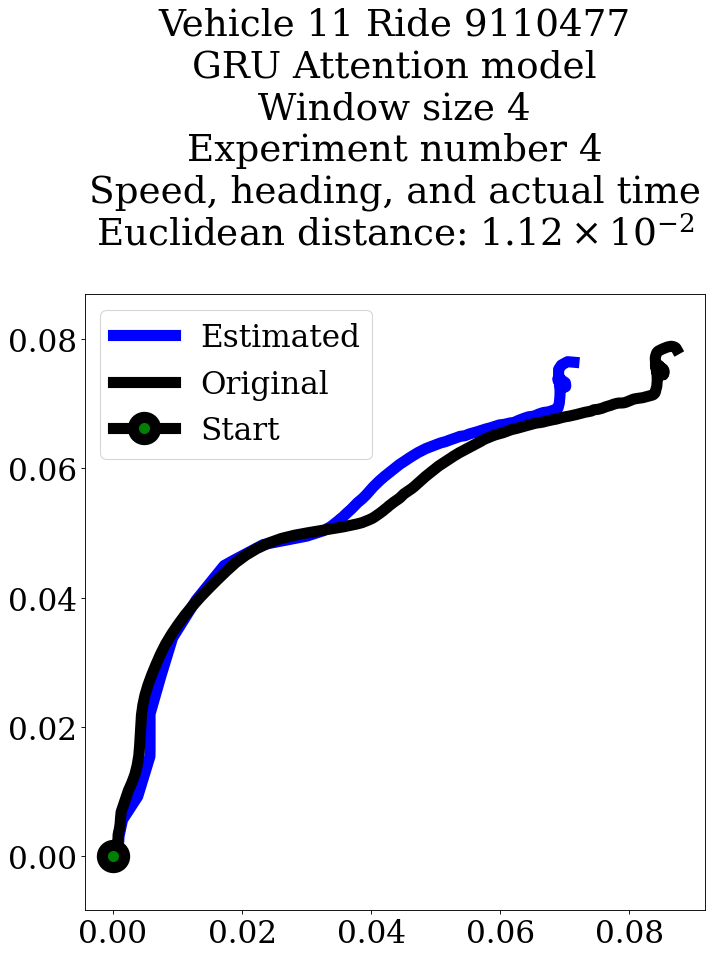 Vehicle 11 Ride 9110477
GRU Attention model
Window size 4
Experiment number 4
Speed, heading, and actual time
Euclidean distance: 1.12 × 10⁻²
Estimated
Original
Start
0.08
0.06
0.04
0.02
0.00
0.00 0.02 0.04 0.06 0.08